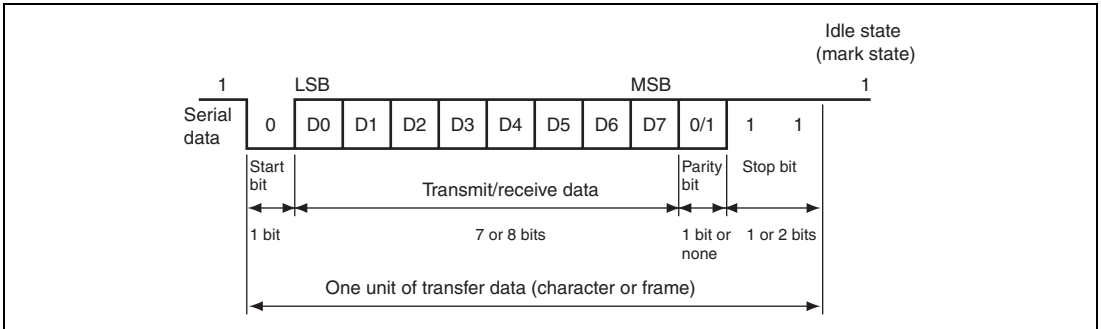 Idle state
(mark state)
1 LSB MSB 1
Serial
data
0 D0 D1 D2 D3 D4 D5 D6 D7 0/1 1 1
Start
bit
Transmit/receive data
Parity
bit
Stop bit
1 bit
7 or 8 bits
1 bit or
none
1 or 2 bits
One unit of transfer data (character or frame)